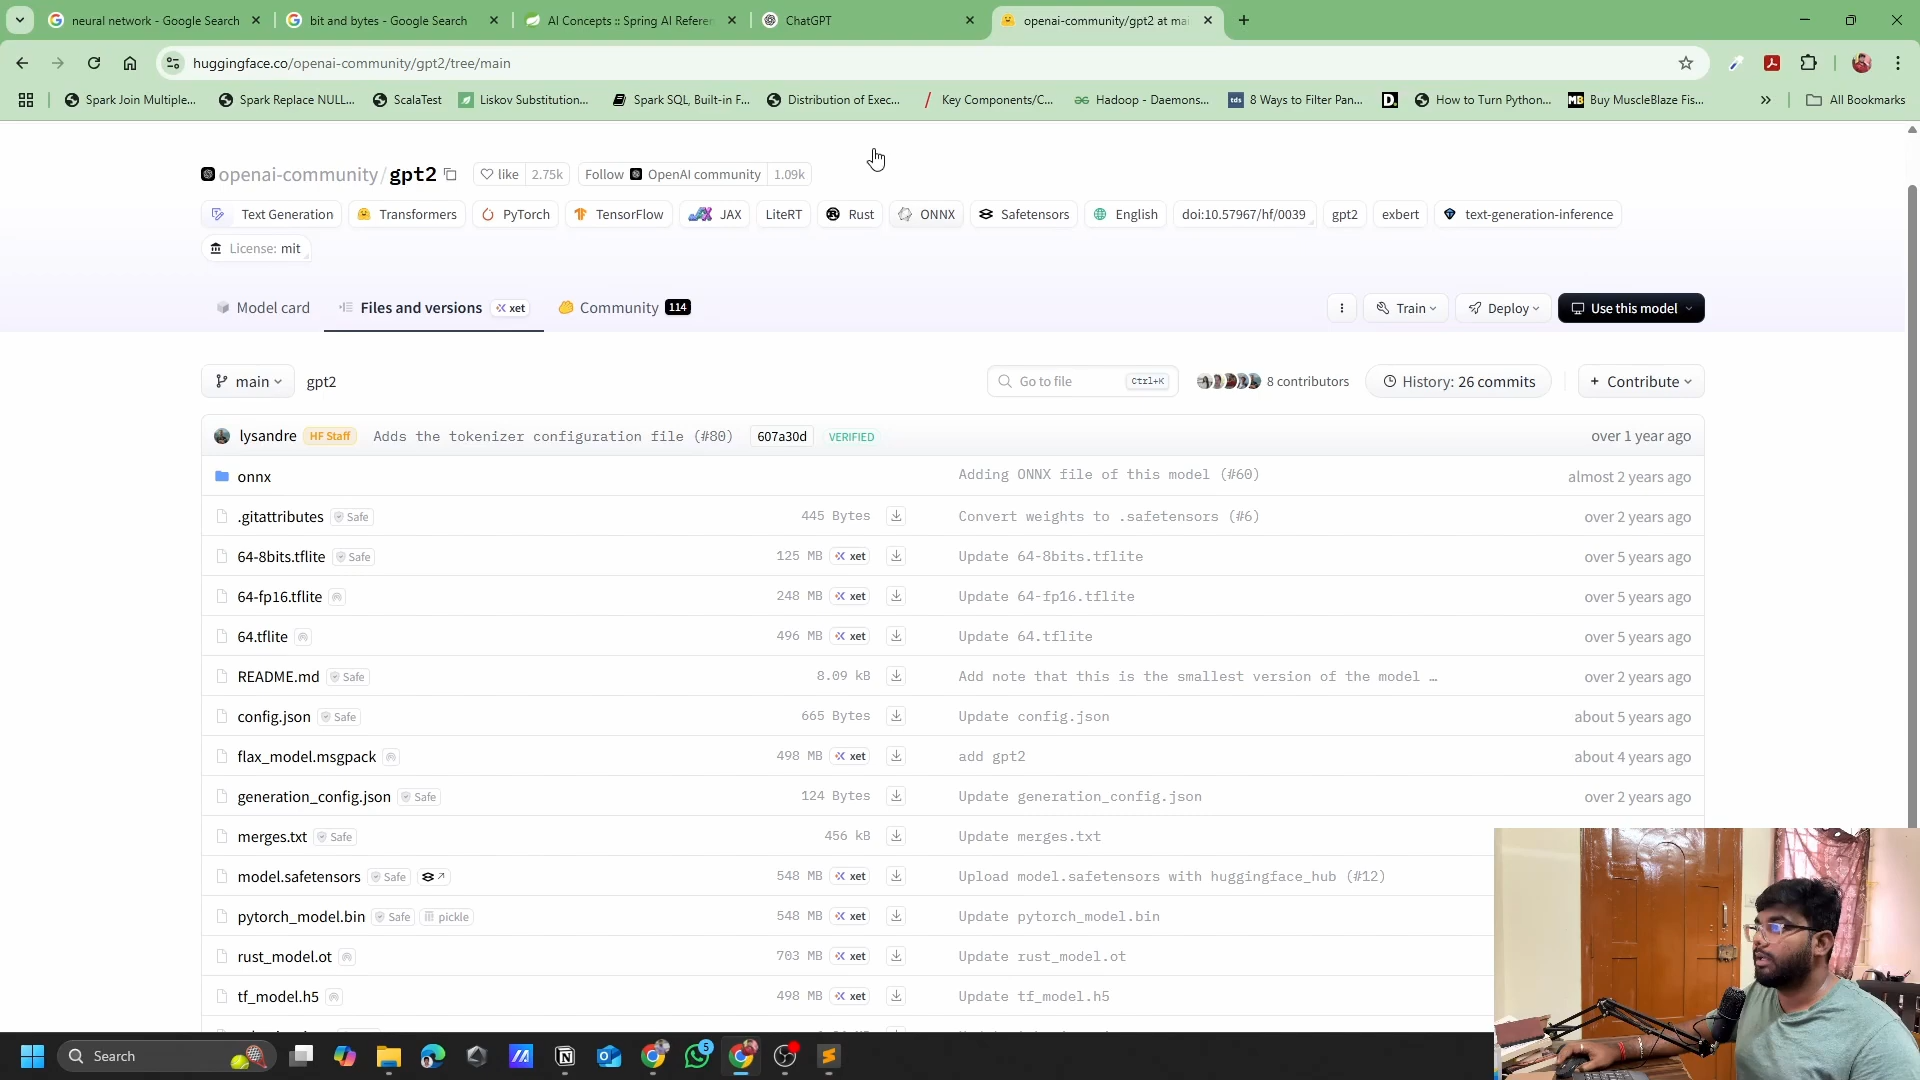 neural network - Google Search
bit and bytes - Google Search
AI Concepts :: Spring AI Referen
ChatGPT
openai-community/gpt2 at mai
huggingface.co/openai-community/gpt2/tree/main
Spark Join Multiple...
Spark Replace NULL...
ScalaTest
Liskov Substitution...
Spark SQL, Built-in F...
Distribution of Exec...
Key Components/C...
Hadoop - Daemons...
tds 8 Ways to Filter Pan...
D.
How to Turn Python...
MB Buy MuscleBlaze Fis...
All Bookmarks
openai-community/gpt2 like 2.75k Follow OpenAI community 1.09k
Text Generation Transformers PyTorch TensorFlow JAX LiteRT Rust ONNX Safetensors English doi:10.57967/hf/0039 gpt2 exbert text-generation-inference
License: mit
Model card Files and versions xet Community 114 Train Deploy Use this model
main gpt2 Go to file Ctrl+K 8 contributors History: 26 commits + Contribute
lysandre HF Staff Adds the tokenizer configuration file (#80) 607a30d VERIFIED over 1 year ago
onnx Adding ONNX file of this model (#60) almost 2 years ago
.gitattributes Safe 445 Bytes Convert weights to .safetensors (#6) over 2 years ago
64-8bits.tflite Safe 125 MB xet Update 64-8bits.tflite over 5 years ago
64-fp16.tflite 248 MB xet Update 64-fp16.tflite over 5 years ago
64.tflite 496 MB xet Update 64.tflite over 5 years ago
README.md Safe 8.09 kB Add note that this is the smallest version of the model … over 2 years ago
config.json Safe 665 Bytes Update config.json about 5 years ago
flax_model.msgpack 498 MB xet add gpt2 about 4 years ago
generation_config.json Safe 124 Bytes Update generation_config.json over 2 years ago
merges.txt Safe 456 kB Update merges.txt
model.safetensors Safe 548 MB xet Upload model.safetensors with huggingface_hub (#12)
pytorch_model.bin Safe pickle 548 MB xet Update pytorch_model.bin
rust_model.ot 703 MB xet Update rust_model.ot
tf_model.h5 498 MB xet Update tf_model.h5
Search
5